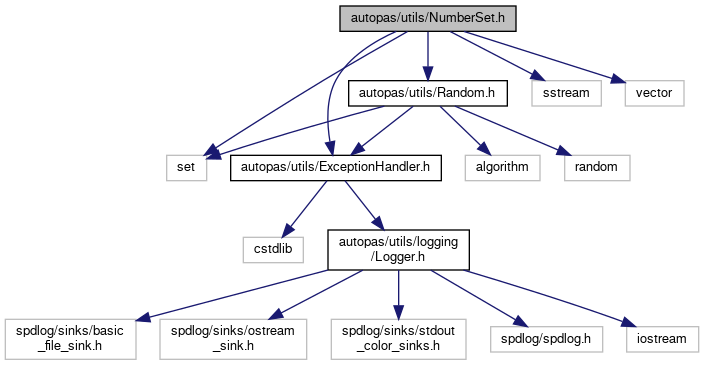 autopas/utils/NumberSet.h
autopas/utils/Random.h
sstream
vector
set
autopas/utils/ExceptionHandler.h
algorithm
random
cstdlib
autopas/utils/logging
/Logger.h
spdlog/sinks/basic
_file_sink.h
spdlog/sinks/ostream
_sink.h
spdlog/sinks/stdout
_color_sinks.h
spdlog/spdlog.h
iostream